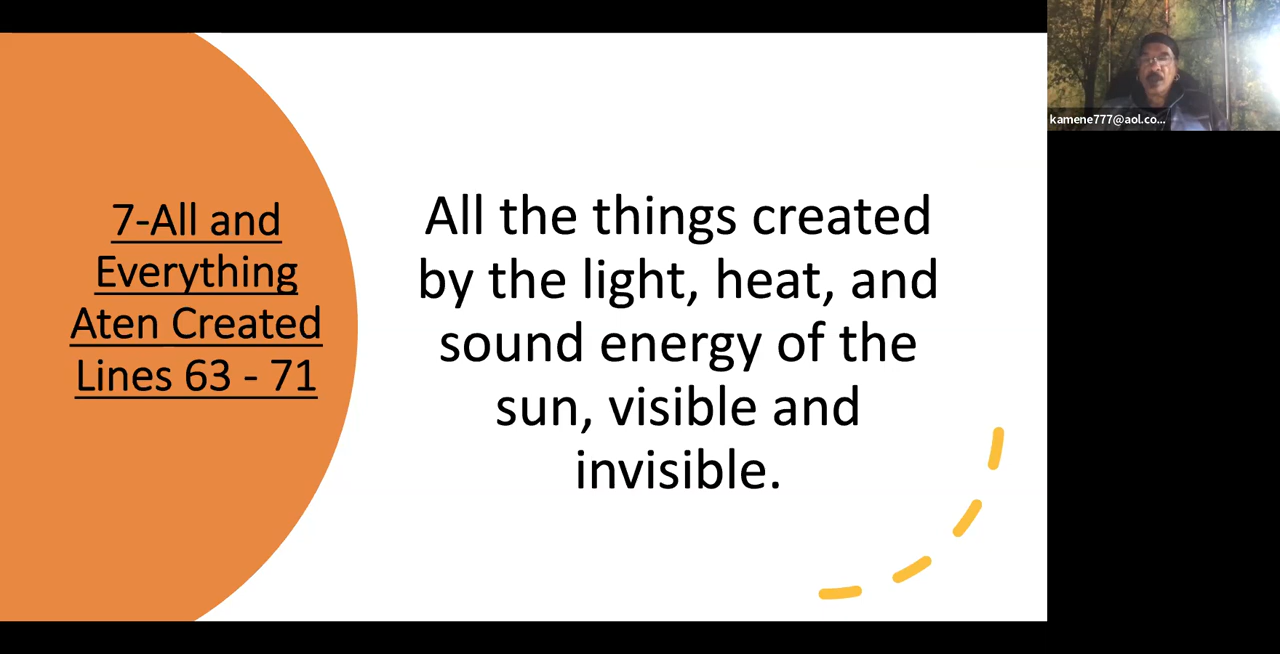 7-All and
Everything
Aten Created
Lines 63 - 71
All the things created
by the light, heat, and
sound energy of the
sun, visible and
invisible.
kamene777@aol.co...